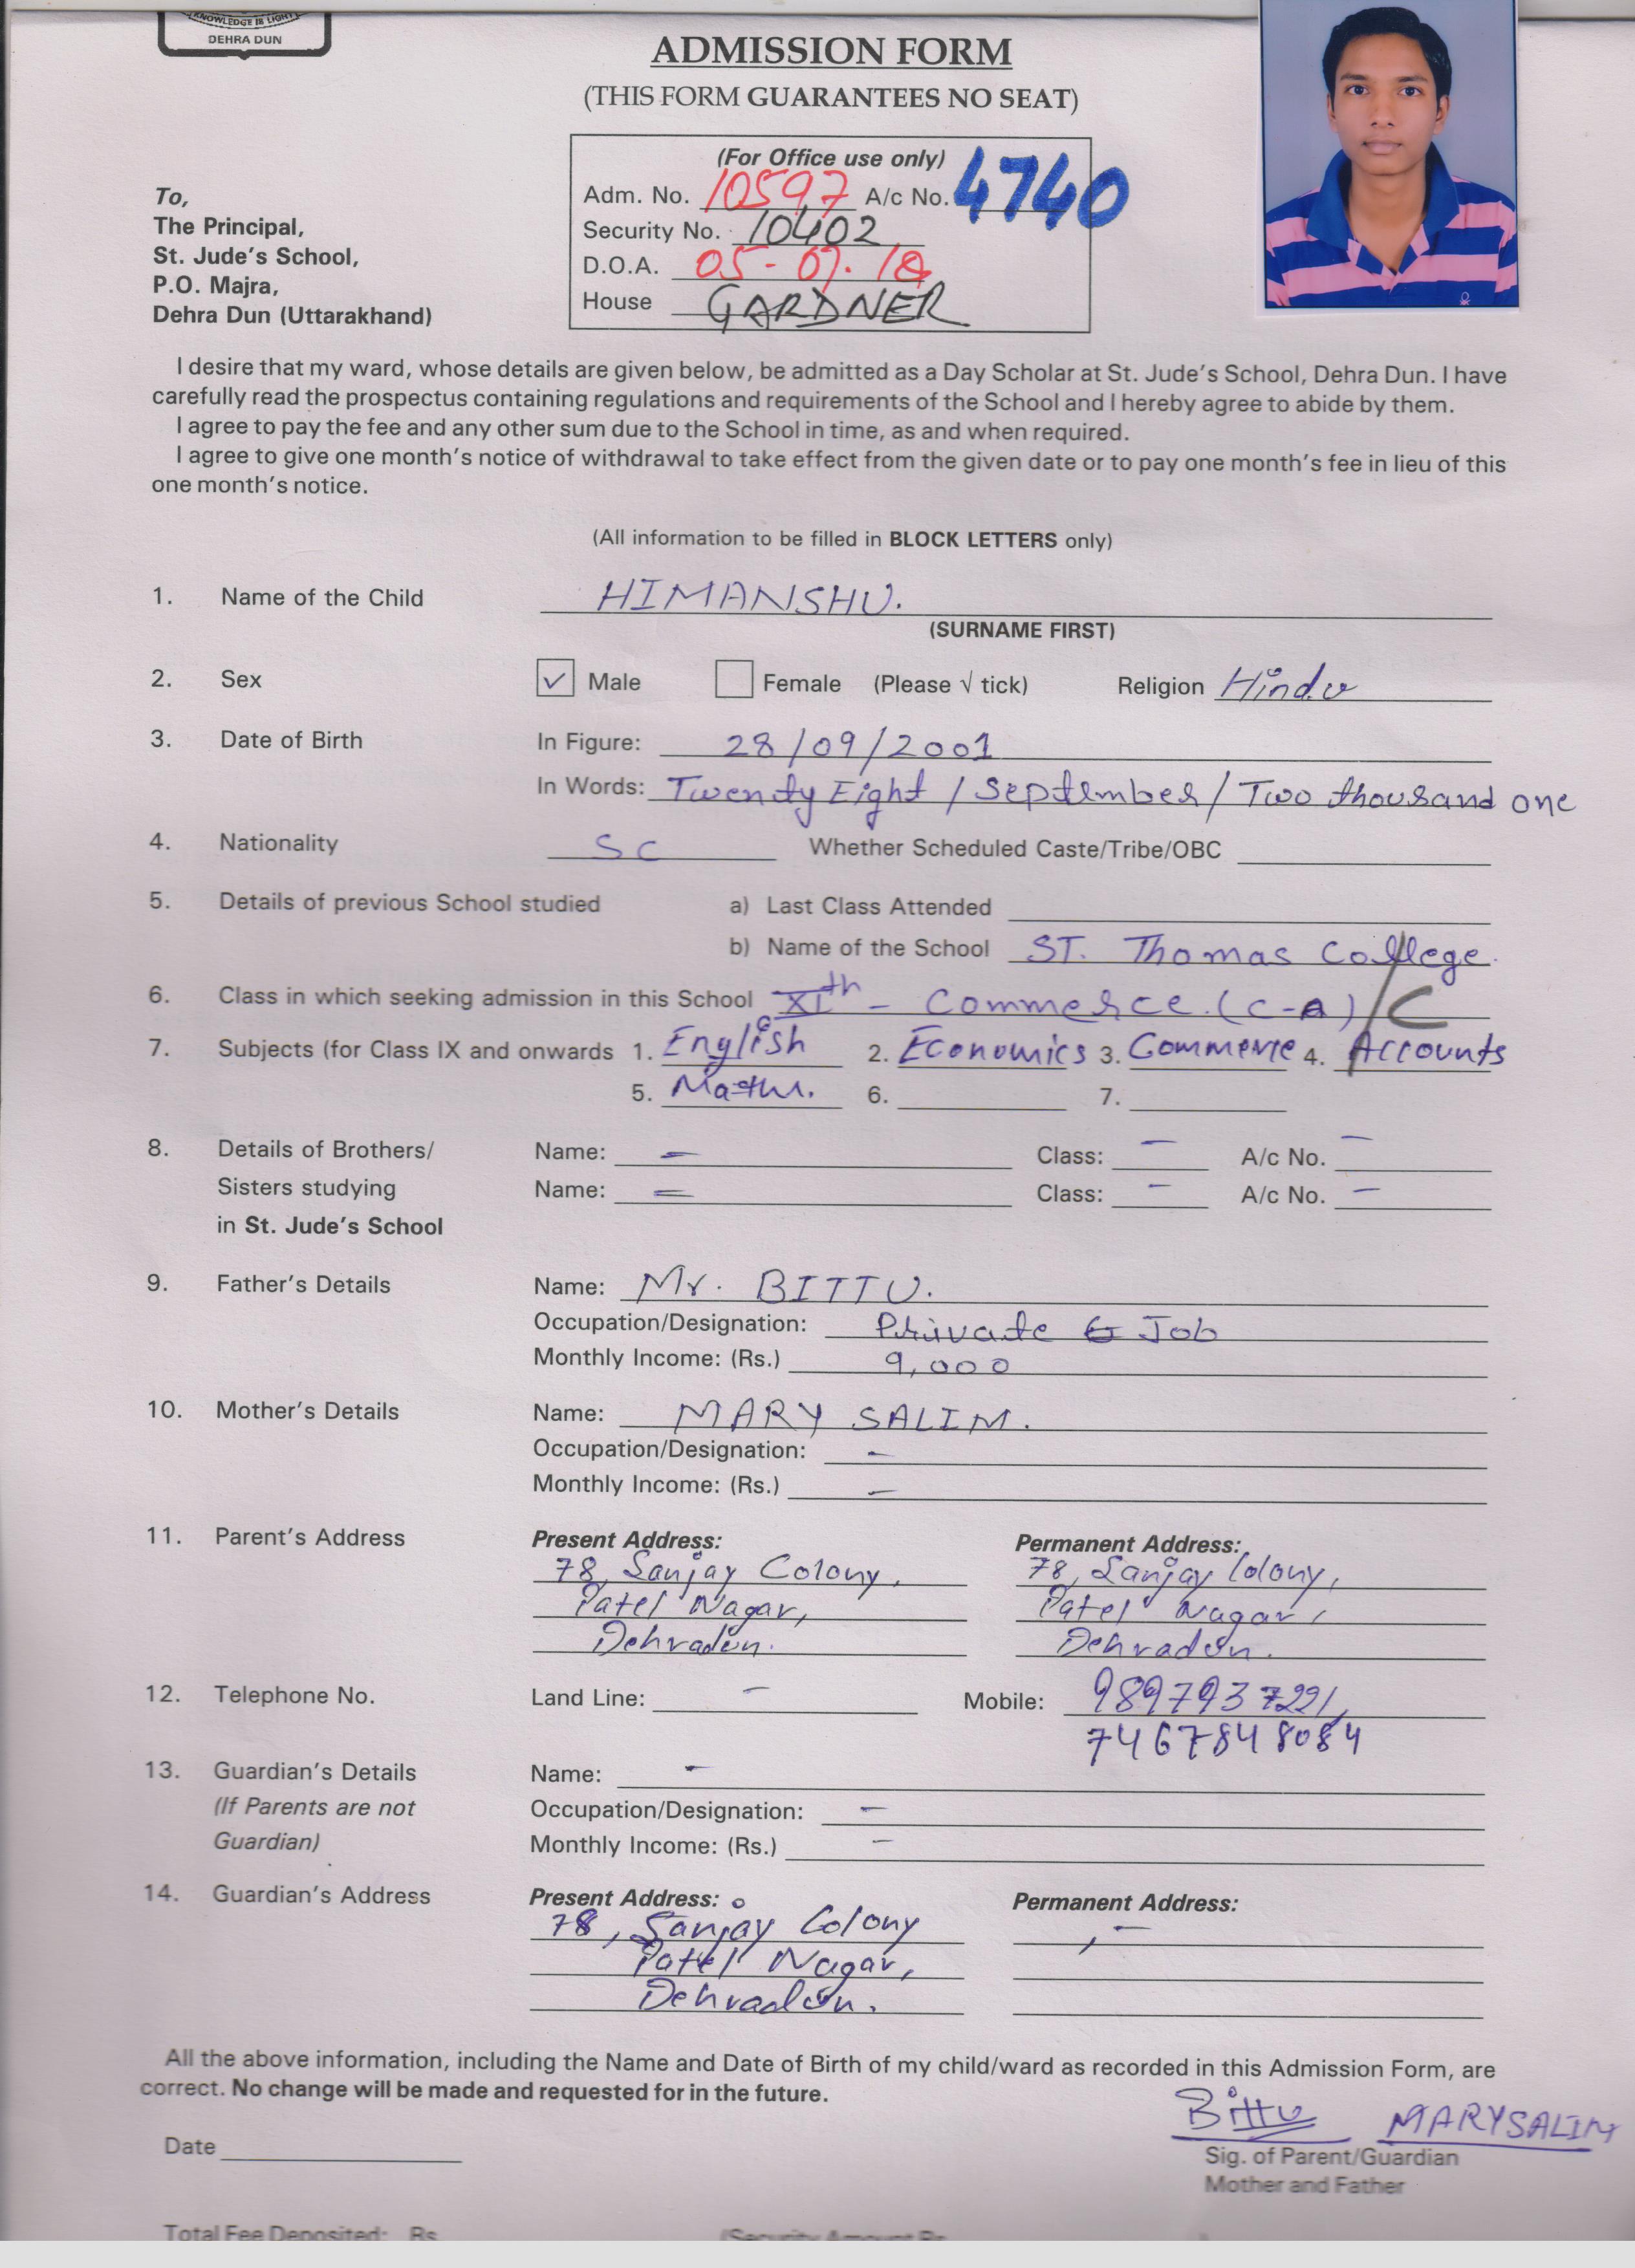 KNOWLEDGE IS LIGHT
DEHRA DUN
ADMISSION FORM
(THIS FORM GUARANTEES NO SEAT)
(For Office use only)
Adm. No. 10597 A/c No. 4740
Security No. 10402
D.O.A. 05-07-18
House GARDNER
To,
The Principal,
St. Jude's School,
P.O. Majra,
Dehra Dun (Uttarakhand)
I desire that my ward, whose details are given below, be admitted as a Day Scholar at St. Jude's School, Dehra Dun. I have
carefully read the prospectus containing regulations and requirements of the School and I hereby agree to abide by them.
I agree to pay the fee and any other sum due to the School in time, as and when required.
I agree to give one month's notice of withdrawal to take effect from the given date or to pay one month's fee in lieu of this
one month's notice.
(All information to be filled in BLOCK LETTERS only)
1. Name of the Child HIMANSHU.
(SURNAME FIRST)
2. Sex ✓ Male Female (Please √ tick) Religion Hindu
3. Date of Birth In Figure: 28/09/2001
In Words: Twenty Eight / September / Two thousand one
4. Nationality SC Whether Scheduled Caste/Tribe/OBC
5. Details of previous School studied a) Last Class Attended
b) Name of the School ST. Thomas College.
6. Class in which seeking admission in this School XIth - Commerce. (C-A) / C
7. Subjects (for Class IX and onwards 1. English 2. Economics 3. Commerce 4. Accounts
5. Maths. 6. 7.
8. Details of Brothers/ Name: - Class: - A/c No. -
Sisters studying Name: = Class: - A/c No. -
in St. Jude's School
9. Father's Details Name: Mr. BITTU.
Occupation/Designation: Private Job
Monthly Income: (Rs.) 9,000
10. Mother's Details Name: MARY SALIM.
Occupation/Designation: -
Monthly Income: (Rs.) -
11. Parent's Address Present Address: Permanent Address:
78, Sanjay Colony, 78, Sanjay Colony,
Patel Nagar, Patel Nagar,
Dehradun. Dehradun.
12. Telephone No. Land Line: - Mobile: 9897937221,
7467848084
13. Guardian's Details Name: -
(If Parents are not Occupation/Designation: -
Guardian) Monthly Income: (Rs.) -
14. Guardian's Address Present Address: Permanent Address:
78, Sanjay Colony , -
Patel Nagar,
Dehradun.
All the above information, including the Name and Date of Birth of my child/ward as recorded in this Admission Form, are
correct. No change will be made and requested for in the future.
Bittu MARY SALIM
Date Sig. of Parent/Guardian
Mother and Father
Total Fee Deposited: Rs. (Security Amount Rs.